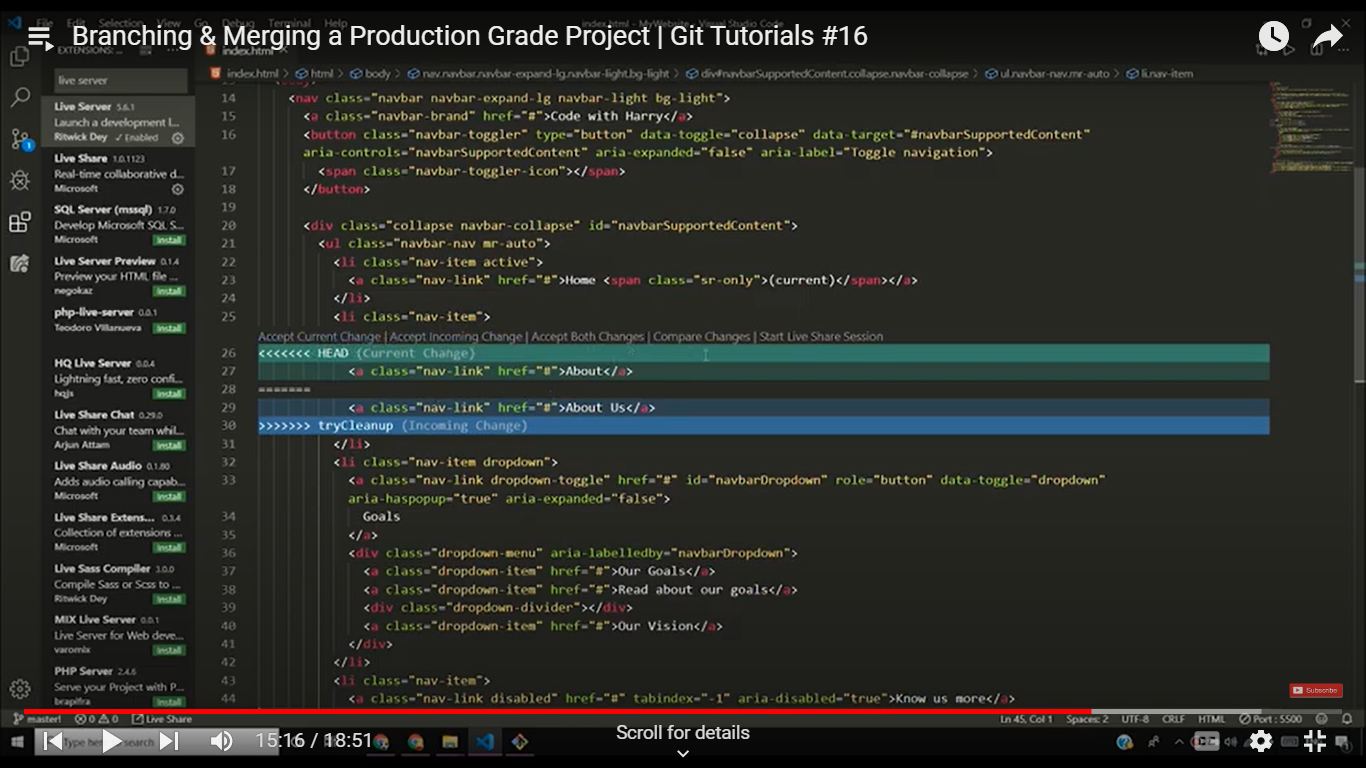 File Edit Selection View Go Debug Terminal Help
index.html - MyWebsite - Visual Studio Code
Branching & Merging a Production Grade Project | Git Tutorials #16
EXTENSIONS:
index.html
live server
Live Server 5.6.1
Launch a development l...
Ritwick Dey ✓ Enabled
Live Share 1.0.1123
Real-time collaborative d...
Microsoft
SQL Server (mssql) 1.7.0
Develop Microsoft SQL S...
Microsoft Install
Live Server Preview 0.1.4
Preview your HTML file ...
negokaz Install
php-live-server 0.0.1
Teodoro Villanueva Install
HQ Live Server 0.0.4
Lightning fast, zero confi...
hqjs Install
Live Share Chat 0.29.0
Chat with your team whil...
Arjun Attam Install
Live Share Audio 0.1.80
Adds audio calling capab...
Microsoft Install
Live Share Extens... 0.3.4
Collection of extensions ...
Microsoft Install
Live Sass Compiler 3.0.0
Compile Sass or Scss to ...
Ritwick Dey Install
MIX Live Server 0.0.1
Live Server for Web deve...
varomix Install
PHP Server 2.4.6
Serve your Project with P...
brapifra Install
index.html > html > body > nav.navbar.navbar-expand-lg.navbar-light.bg-light > div#navbarSupportedContent.collapse.navbar-collapse > ul.navbar-nav.mr-auto > li.nav-item
14 <nav class="navbar navbar-expand-lg navbar-light bg-light">
15 <a class="navbar-brand" href="#">Code with Harry</a>
16 <button class="navbar-toggler" type="button" data-toggle="collapse" data-target="#navbarSupportedContent"
aria-controls="navbarSupportedContent" aria-expanded="false" aria-label="Toggle navigation">
17 <span class="navbar-toggler-icon"></span>
18 </button>
19
20 <div class="collapse navbar-collapse" id="navbarSupportedContent">
21 <ul class="navbar-nav mr-auto">
22 <li class="nav-item active">
23 <a class="nav-link" href="#">Home <span class="sr-only">(current)</span></a>
24 </li>
25 <li class="nav-item">
Accept Current Change | Accept Incoming Change | Accept Both Changes | Compare Changes | Start Live Share Session
26 <<<<<<< HEAD (Current Change)
27 <a class="nav-link" href="#">About</a>
28 =======
29 <a class="nav-link" href="#">About Us</a>
30 >>>>>>> tryCleanup (Incoming Change)
31 </li>
32 <li class="nav-item dropdown">
33 <a class="nav-link dropdown-toggle" href="#" id="navbarDropdown" role="button" data-toggle="dropdown"
aria-haspopup="true" aria-expanded="false">
34 Goals
35 </a>
36 <div class="dropdown-menu" aria-labelledby="navbarDropdown">
37 <a class="dropdown-item" href="#">Our Goals</a>
38 <a class="dropdown-item" href="#">Read about our goals</a>
39 <div class="dropdown-divider"></div>
40 <a class="dropdown-item" href="#">Our Vision</a>
41 </div>
42 </li>
43 <li class="nav-item">
44 <a class="nav-link disabled" href="#" tabindex="-1" aria-disabled="true">Know us more</a>
Subscribe
master! 0 0 Live Share
Ln 45, Col 1 Spaces: 2 UTF-8 CRLF HTML Port : 5500
Type here search
15:16 / 18:51
Scroll for details